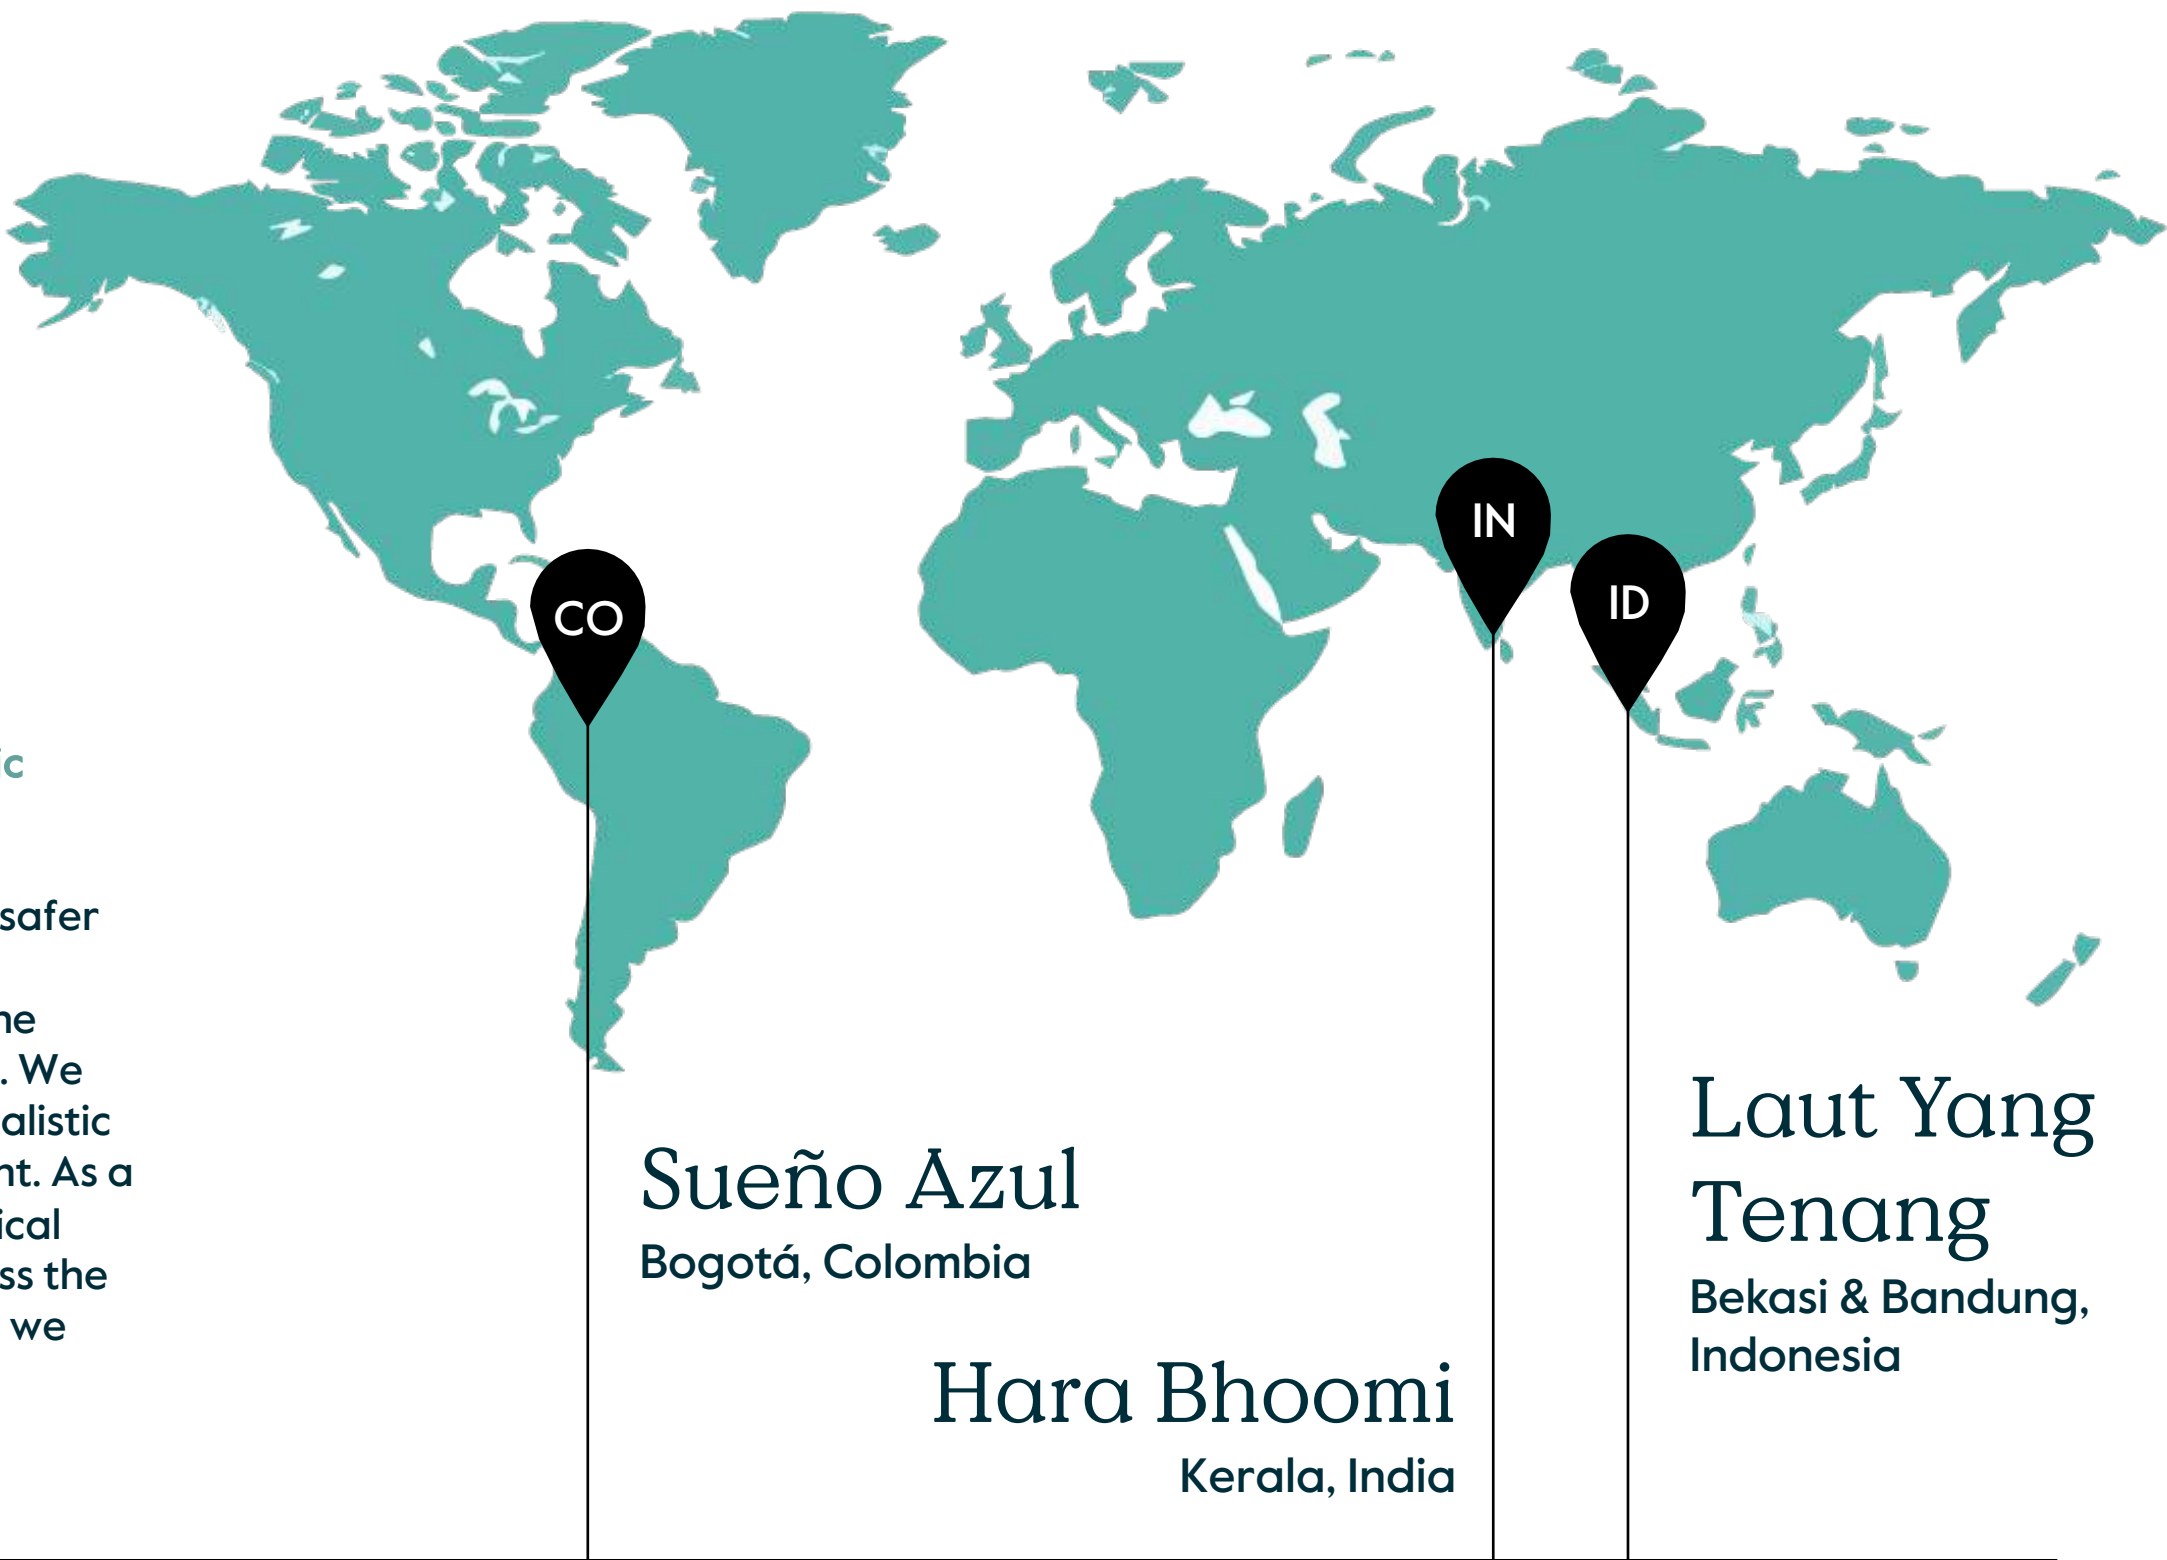 IN
ID
CO
ic
safer
ne
. We
alistic
nt. As a
ical
ss the
we
Sueño Azul
Bogotá, Colombia
Hara Bhoomi
Kerala, India
Laut Yang
Tenang
Bekasi & Bandung,
Indonesia